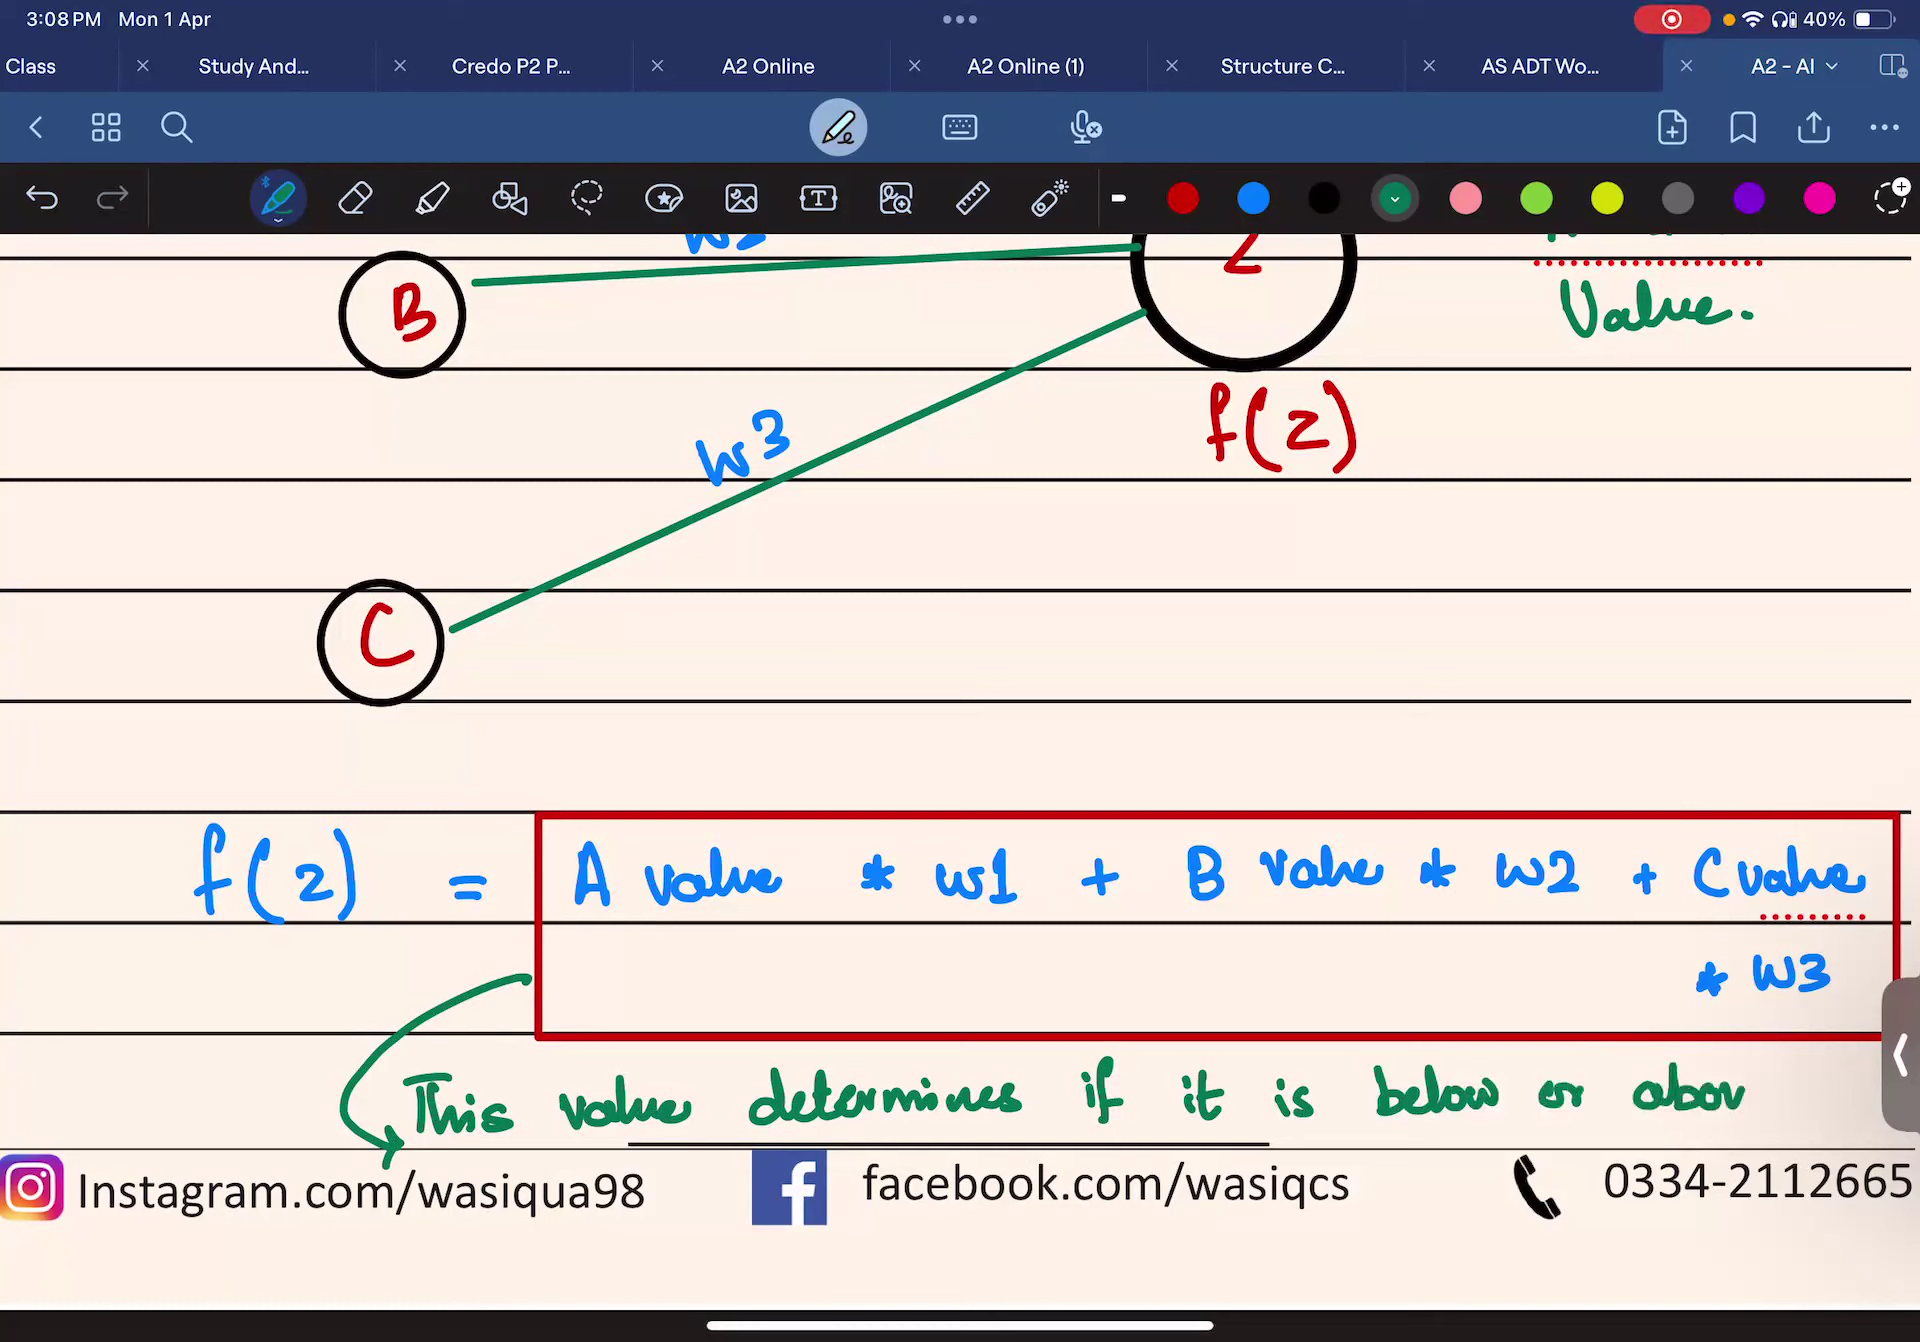 3:08 PM Mon 1 Apr 40%
Class Study And... Credo P2 P... A2 Online A2 Online (1) Structure C... AS ADT Wo... A2 - AI
B
Value.
f(z)
w3
C
f(z) = A value * w1 + B value * w2 + C value
* w3
This value determines if it is below or abov
Instagram.com/wasiqua98 facebook.com/wasiqcs 0334-2112665